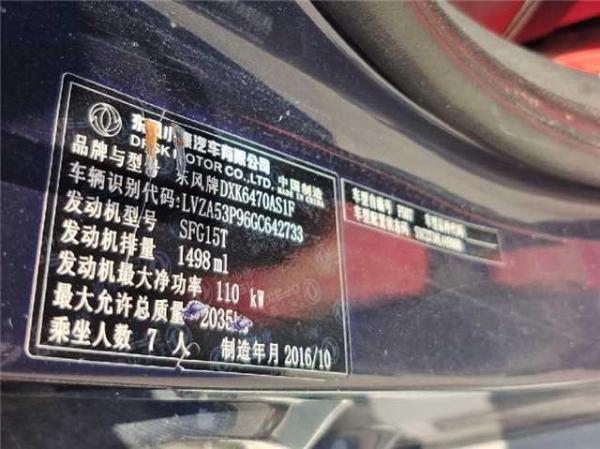 东风小康汽车有限公司
DFSK MOTOR CO.,LTD. 中国制造
MADE IN CHINA
品牌与型号 东风牌DXK6470AS1F
车辆识别代码:LVZA53P96GC642733
发动机型号 SFG15T
发动机排量 1498ml
发动机最大净功率 110 kW
最大允许总质量 2035kg
乘坐人数 7 人 制造年月 2016/10